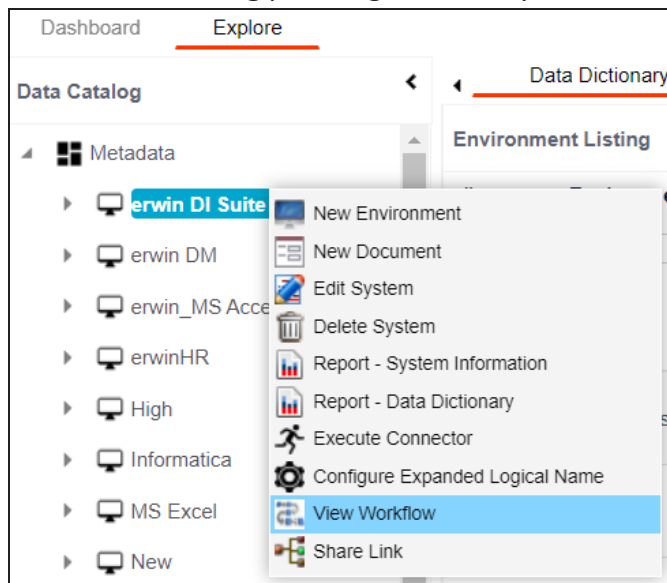 Dashboard Explore
Data Catalog
Data Dictionary
Metadata
Environment Listing
erwin DI Suite
New Environment
New Document
erwin DM
Edit System
erwin_MS Acce
Delete System
erwinHR
Report - System Information
High
Report - Data Dictionary
Execute Connector
Informatica
Configure Expanded Logical Name
MS Excel
View Workflow
New
Share Link